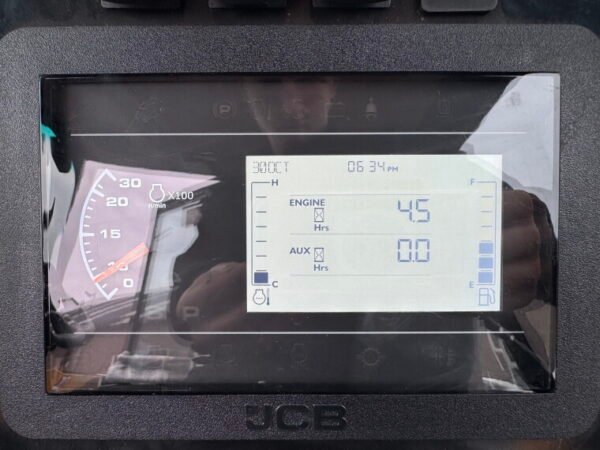 30OCT 06:34 PM
H F
ENGINE 4.5
Hrs
AUX 0.0
Hrs
C E
30
20
15
10
0
X100
n/min
P
P
JCB